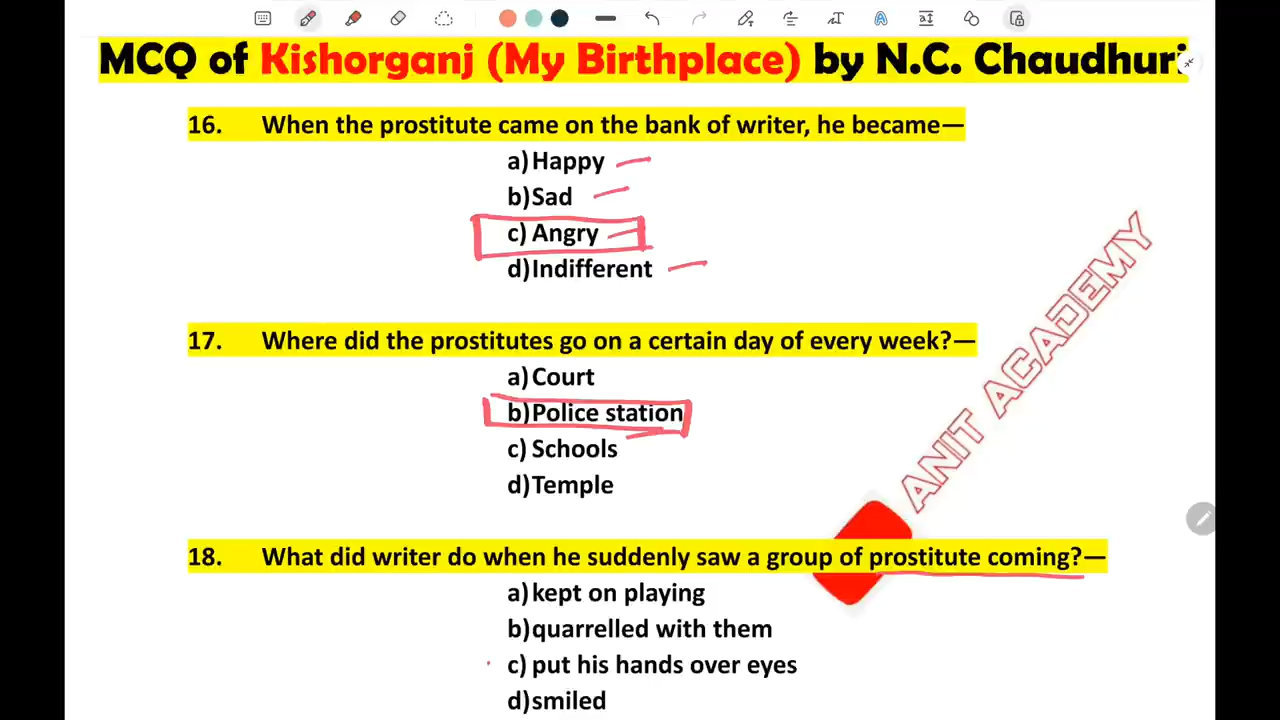 MCQ of Kishorganj (My Birthplace) by N.C. Chaudhuri
16. When the prostitute came on the bank of writer, he became—
a) Happy
b) Sad
c) Angry
d) Indifferent
17. Where did the prostitutes go on a certain day of every week?—
a) Court
b) Police station
c) Schools
d) Temple
ANIT ACADEMY
18. What did writer do when he suddenly saw a group of prostitute coming?—
a) kept on playing
b) quarrelled with them
c) put his hands over eyes
d) smiled